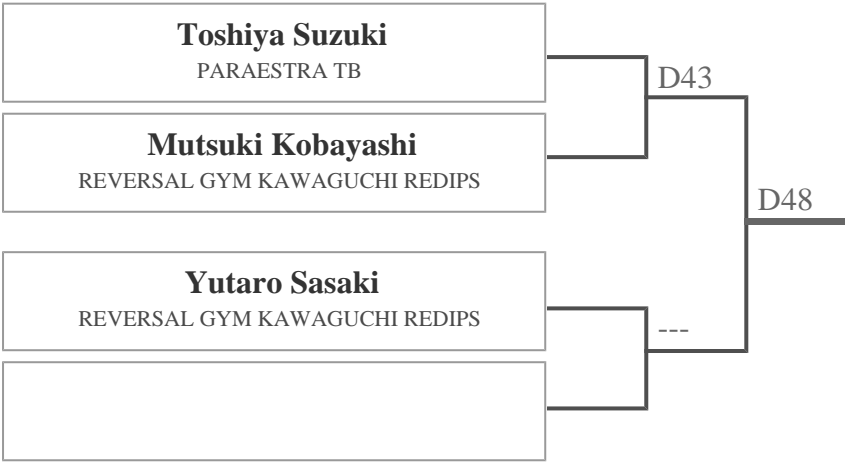 Toshiya Suzuki
PARAESTRA TB
D43
Mutsuki Kobayashi
REVERSAL GYM KAWAGUCHI REDIPS
D48
Yutaro Sasaki
REVERSAL GYM KAWAGUCHI REDIPS
---